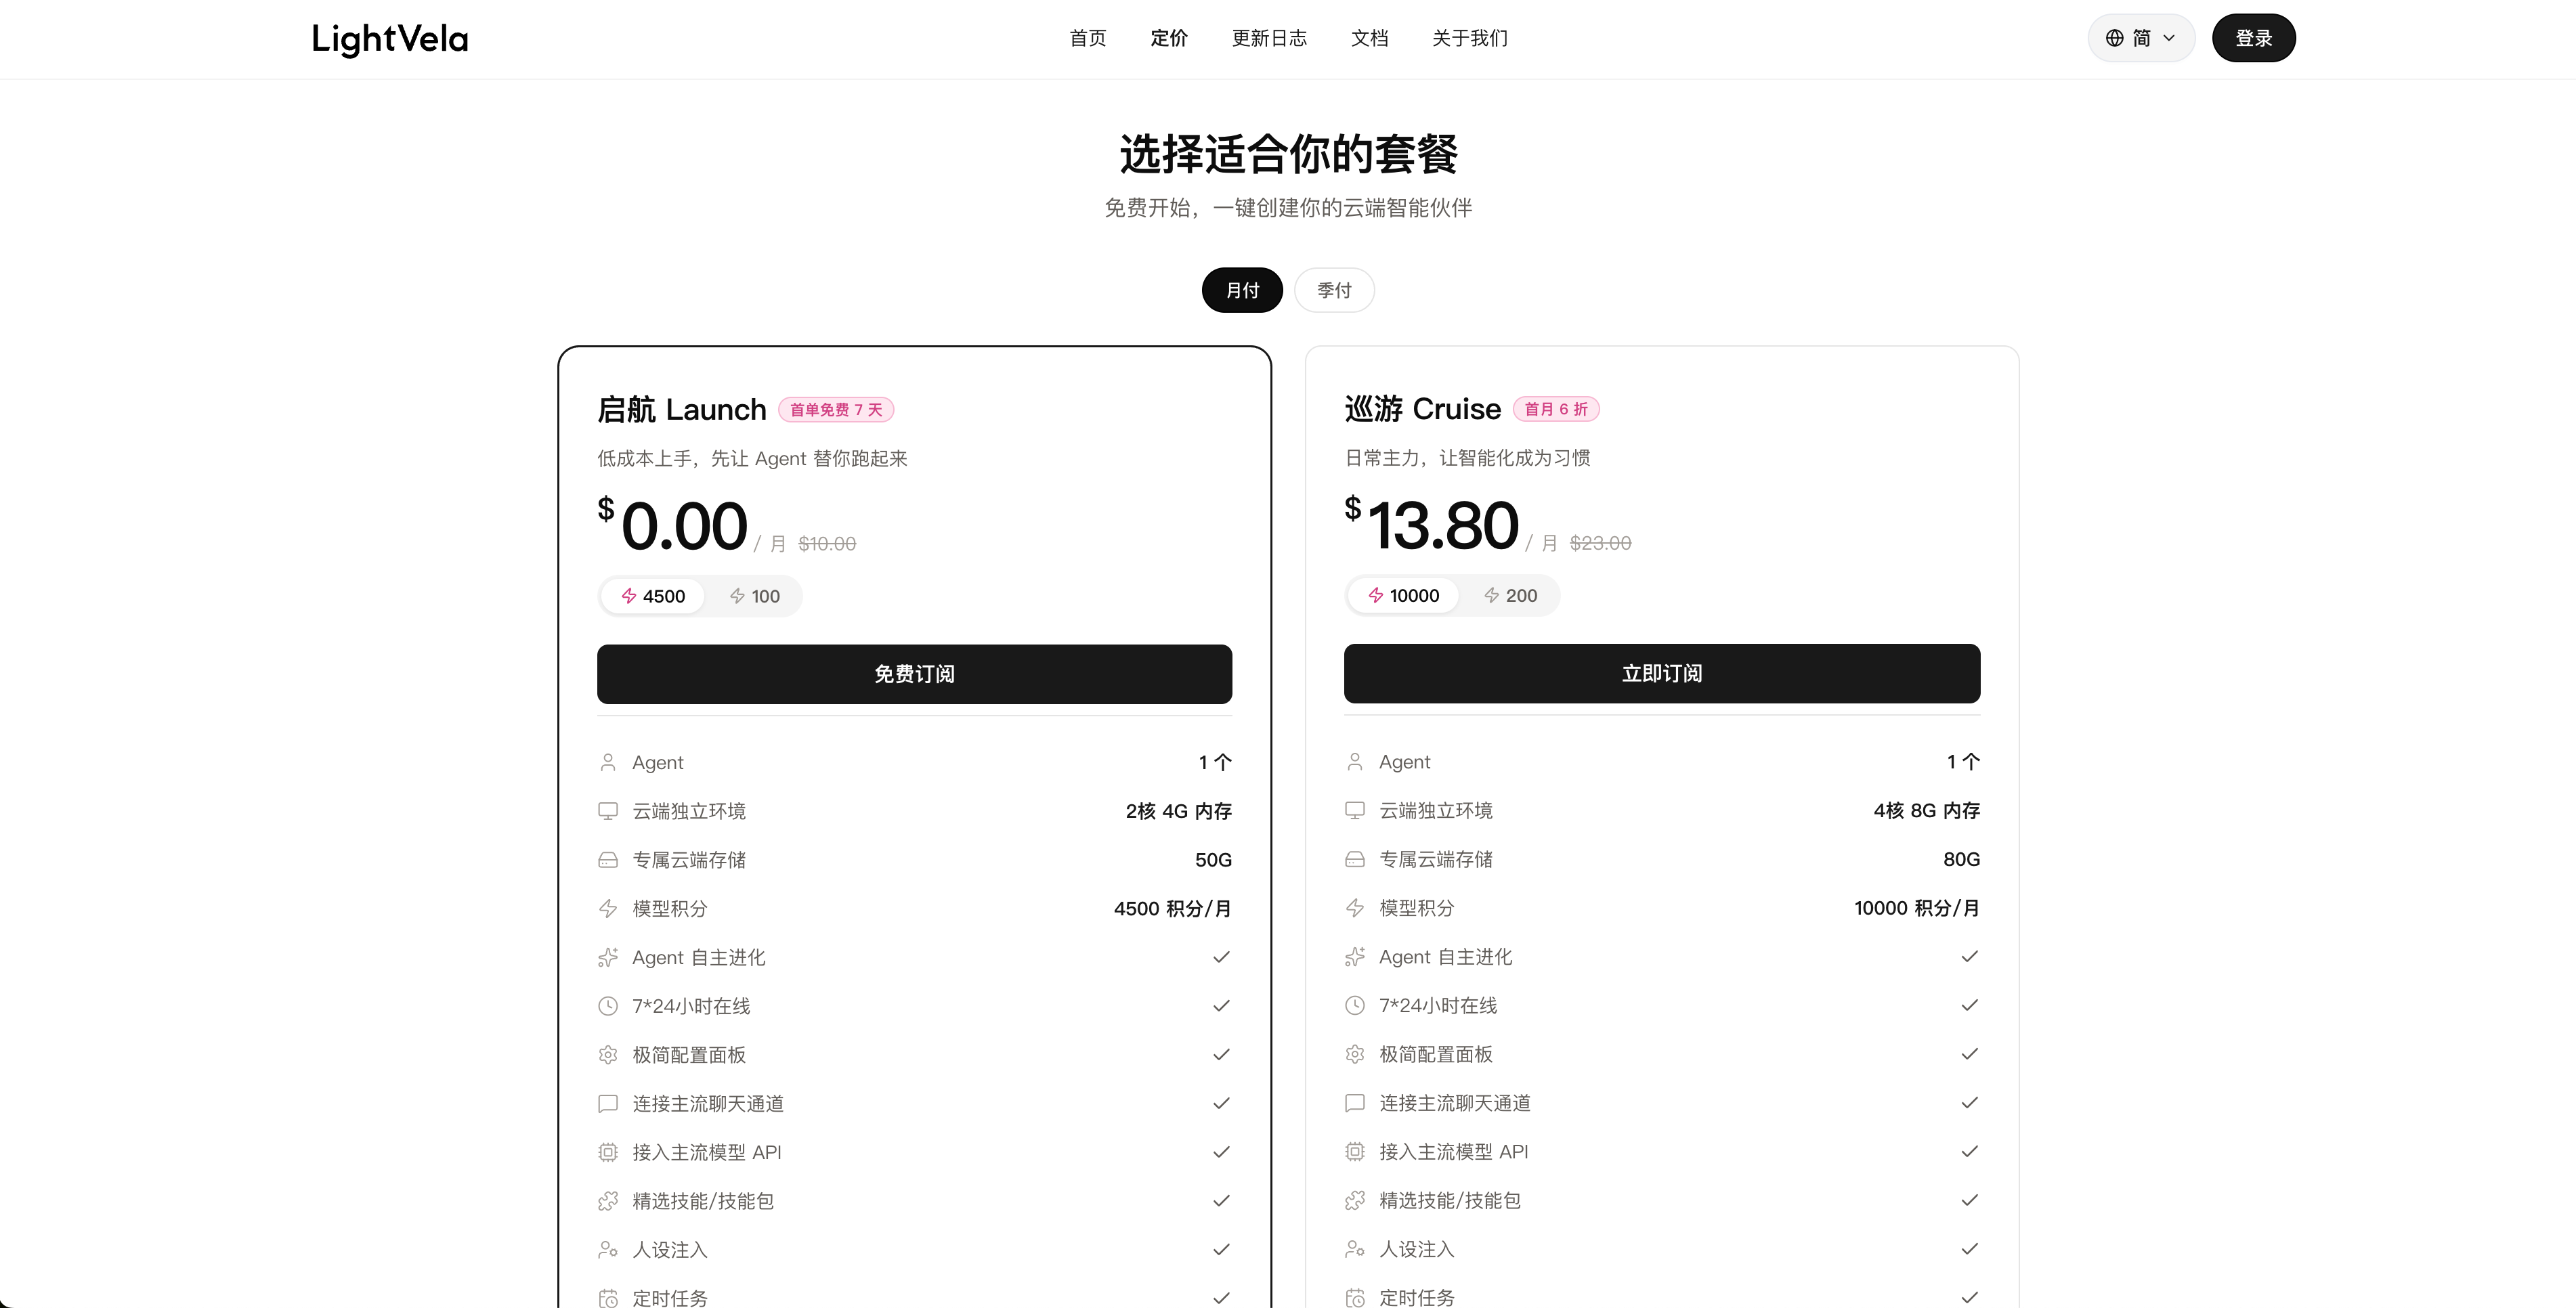 LightVela
首页 定价 更新日志 文档 关于我们
简 登录
选择适合你的套餐
免费开始，一键创建你的云端智能伙伴
月付 季付
启航 Launch 首单免费 7 天
低成本上手，先让 Agent 替你跑起来
$0.00 / 月 $10.00
4500 100
免费订阅
Agent 1 个
云端独立环境 2核 4G 内存
专属云端存储 50G
模型积分 4500 积分/月
Agent 自主进化
7*24小时在线
极简配置面板
连接主流聊天通道
接入主流模型 API
精选技能/技能包
人设注入
定时任务
巡游 Cruise 首月 6 折
日常主力，让智能化成为习惯
$13.80 / 月 $23.00
10000 200
立即订阅
Agent 1 个
云端独立环境 4核 8G 内存
专属云端存储 80G
模型积分 10000 积分/月
Agent 自主进化
7*24小时在线
极简配置面板
连接主流聊天通道
接入主流模型 API
精选技能/技能包
人设注入
定时任务